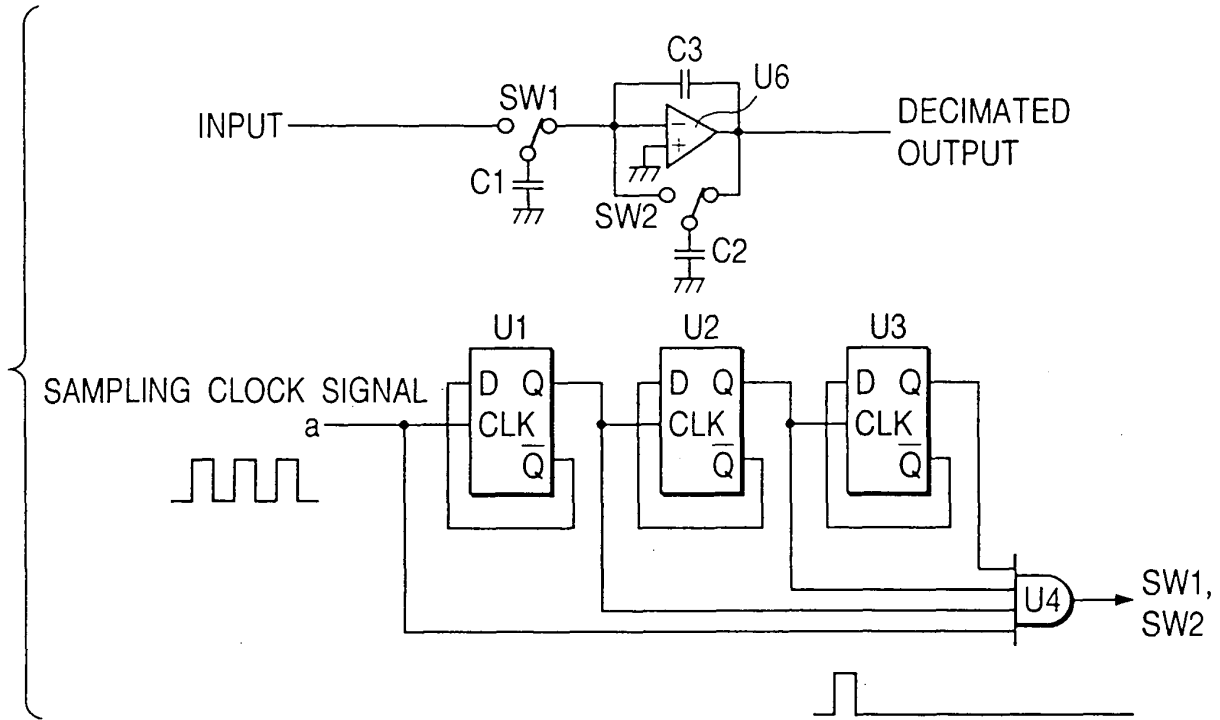 C3
U6
SW1
INPUT
DECIMATED
OUTPUT
−
+
C1
SW2
C2
U1
U2
U3
D Q
D Q
D Q
SAMPLING CLOCK SIGNAL
a
CLK
CLK
CLK
Q̅
Q̅
Q̅
U4
SW1,
SW2